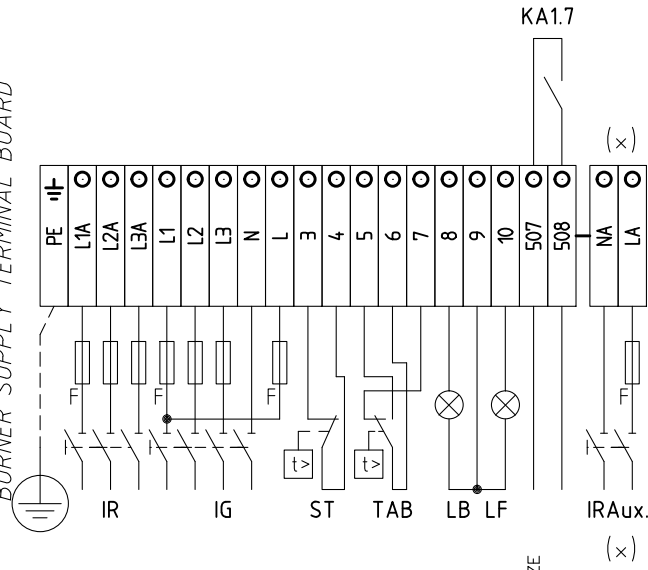 KA1.7
BURNER SUPPLY TERMINAL BOARD
(x)
PE L1A L2A L3A L1 L2 L3 N L 3 4 5 6 7 8 9 10 507 508 NA LA
F F F F
t> t>
IR IG ST TAB LB LF IRAux.
(x)
ZE